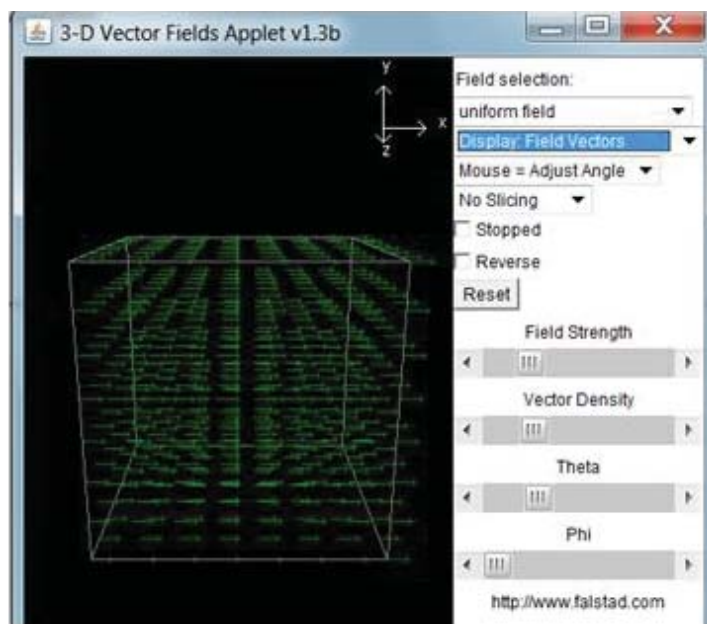 3-D Vector Fields Applet v1.3b
y
x
z
Field selection:
uniform field
Display: Field Vectors
Mouse = Adjust Angle
No Slicing
Stopped
Reverse
Reset
Field Strength
Vector Density
Theta
Phi
http://www.falstad.com